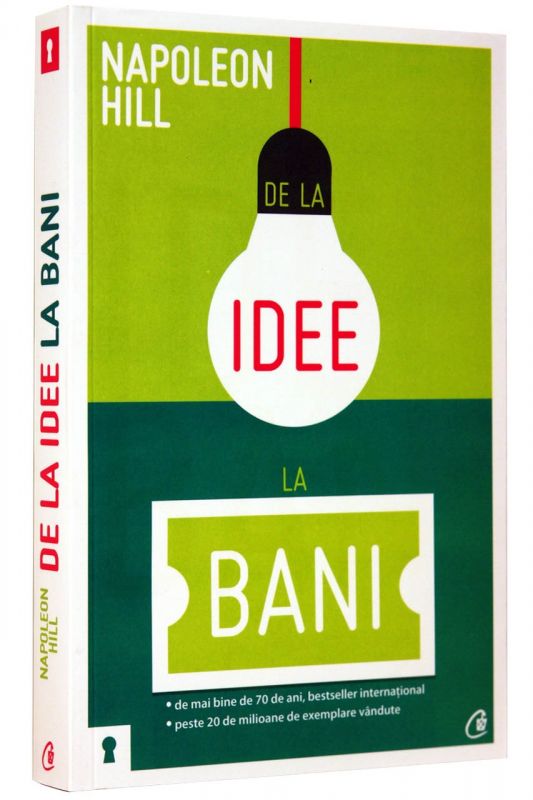 NAPOLEON
HILL
DE LA
IDEE
LA
BANI
• de mai bine de 70 de ani, bestseller internațional
• peste 20 de milioane de exemplare vândute
NAPOLEON
HILL
DE LA IDEE LA BANI